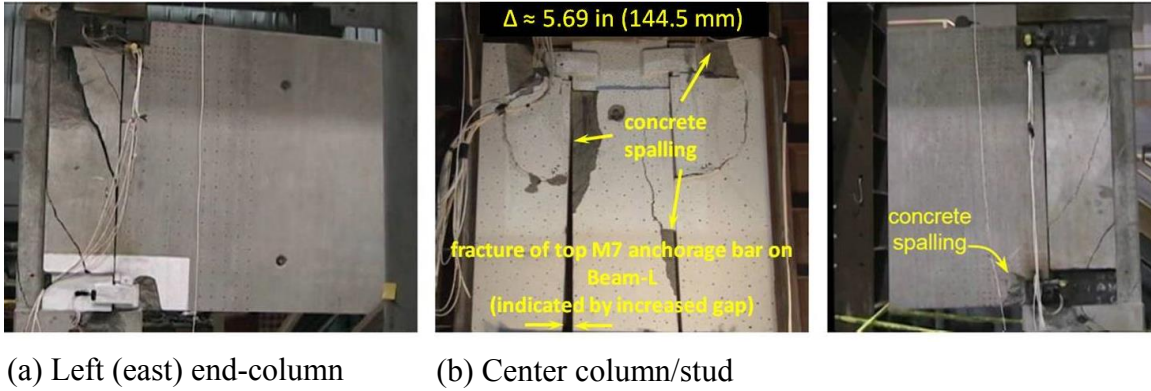 Δ ≈ 5.69 in (144.5 mm)
concrete
spalling
fracture of top M7 anchorage bar on
Beam-L
(indicated by increased gap)
concrete
spalling
(a) Left (east) end-column
(b) Center column/stud